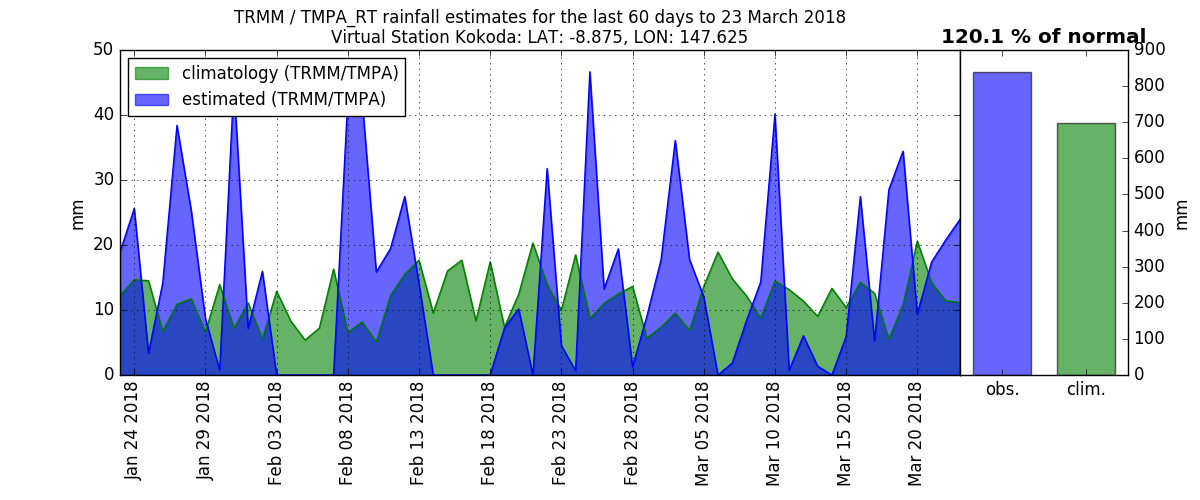 TRMM / TMPA_RT rainfall estimates for the last 60 days to 23 March 2018
Virtual Station Kokoda: LAT: -8.875, LON: 147.625
120.1 % of normal
climatology (TRMM/TMPA)
estimated (TRMM/TMPA)
mm
50
40
30
20
10
0
Jan 24 2018
Jan 29 2018
Feb 03 2018
Feb 08 2018
Feb 13 2018
Feb 18 2018
Feb 23 2018
Feb 28 2018
Mar 05 2018
Mar 10 2018
Mar 15 2018
Mar 20 2018
900
800
700
600
500
400
300
200
100
0
mm
obs.
clim.